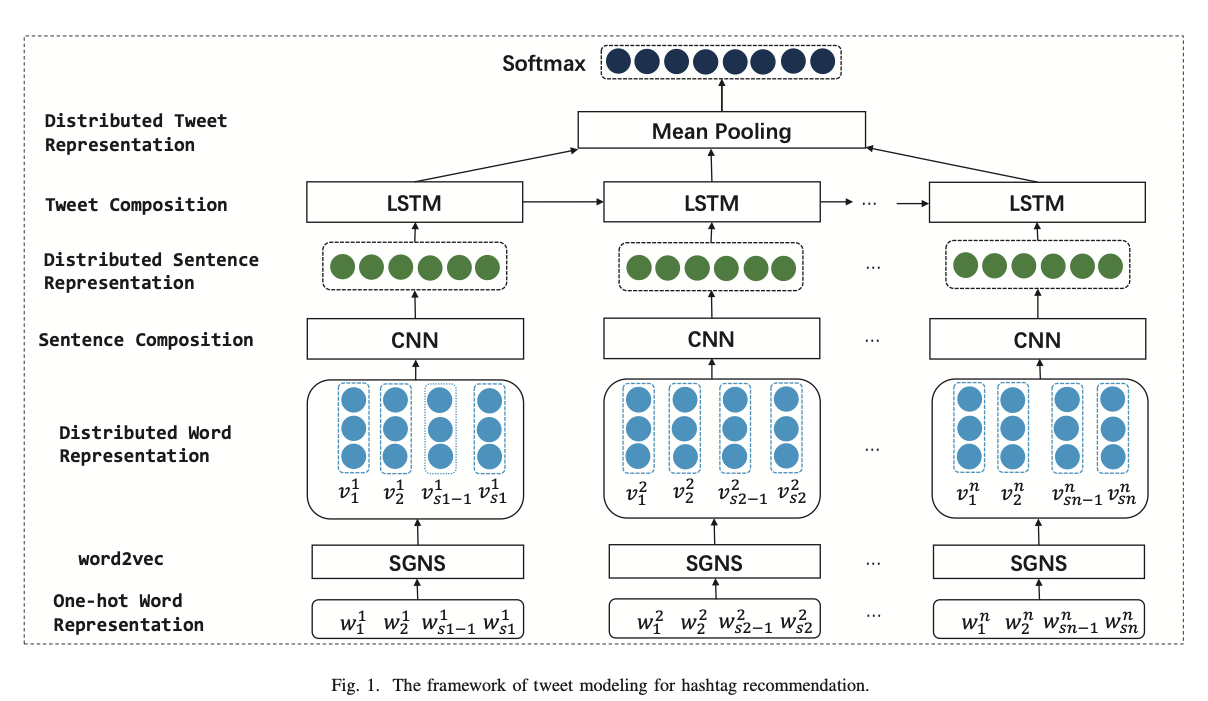 Softmax
Distributed Tweet
Representation
Mean Pooling
Tweet Composition
LSTM LSTM ... LSTM
Distributed Sentence
Representation
...
Sentence Composition
CNN CNN ... CNN
Distributed Word
Representation
...
v_1^1 v_2^1 v_{s1-1}^1 v_{s1}^1 v_1^2 v_2^2 v_{s2-1}^2 v_{s2}^2 v_1^n v_2^n v_{sn-1}^n v_{sn}^n
word2vec
SGNS SGNS ... SGNS
One-hot Word
Representation
w_1^1 w_2^1 w_{s1-1}^1 w_{s1}^1 w_1^2 w_2^2 w_{s2-1}^2 w_{s2}^2 ... w_1^n w_2^n w_{sn-1}^n w_{sn}^n
Fig. 1. The framework of tweet modeling for hashtag recommendation.